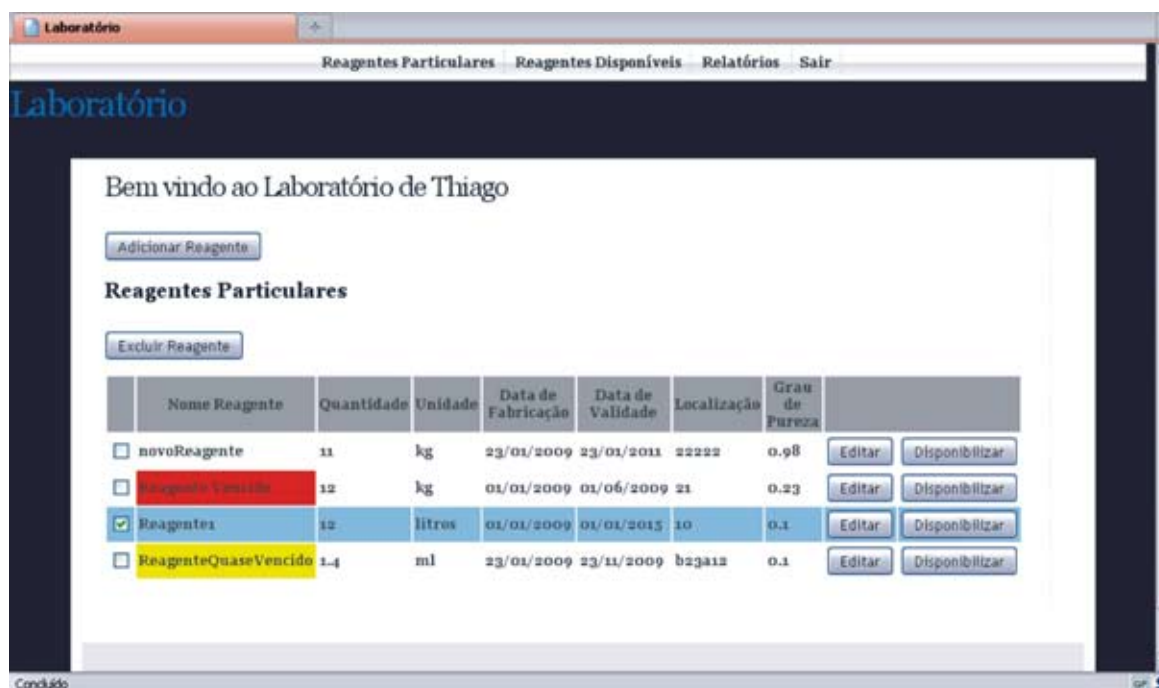 Laboratório
Reagentes Particulares Reagentes Disponíveis Relatórios Sair
Laboratório
Bem vindo ao Laboratório de Thiago
Adicionar Reagente
Reagentes Particulares
Excluir Reagente
Nome Reagente Quantidade Unidade Data de Fabricação Data de Validade Localização Grau de Pureza
novoReagente 11 kg 23/01/2009 23/01/2011 22222 0.98 Editar Disponibilizar
Reagente Vencido 12 kg 01/01/2009 01/06/2009 21 0.23 Editar Disponibilizar
Reagente1 12 litros 01/01/2009 01/01/2015 10 0.1 Editar Disponibilizar
ReagenteQuaseVencido 1.4 ml 23/01/2009 23/11/2009 b23a12 0.1 Editar Disponibilizar
Concluído